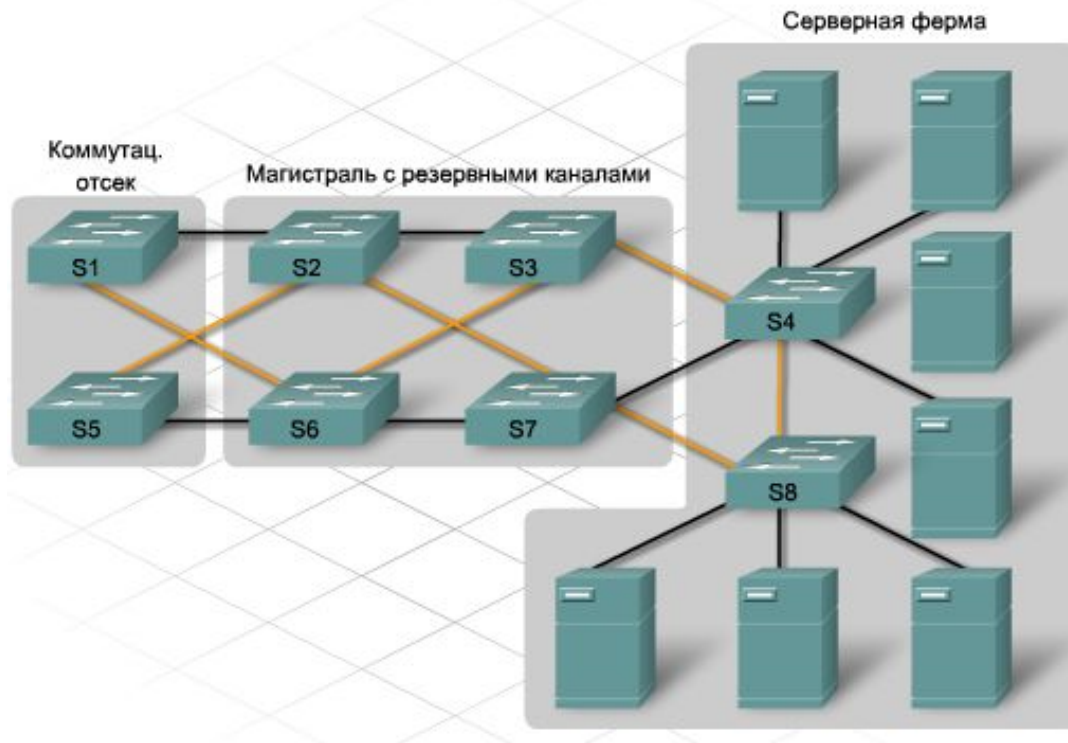 Серверная ферма
Коммутац.
отсек
Магистраль с резервными каналами
S1
S2
S3
S4
S5
S6
S7
S8